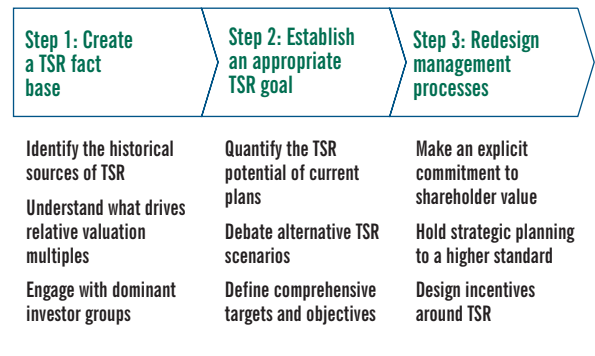 Step 1: Create
a TSR fact
base
Step 2: Establish
an appropriate
TSR goal
Step 3: Redesign
management
processes
Identify the historical
sources of TSR
Understand what drives
relative valuation
multiples
Engage with dominant
investor groups
Quantify the TSR
potential of current
plans
Debate alternative TSR
scenarios
Define comprehensive
targets and objectives
Make an explicit
commitment to
shareholder value
Hold strategic planning
to a higher standard
Design incentives
around TSR